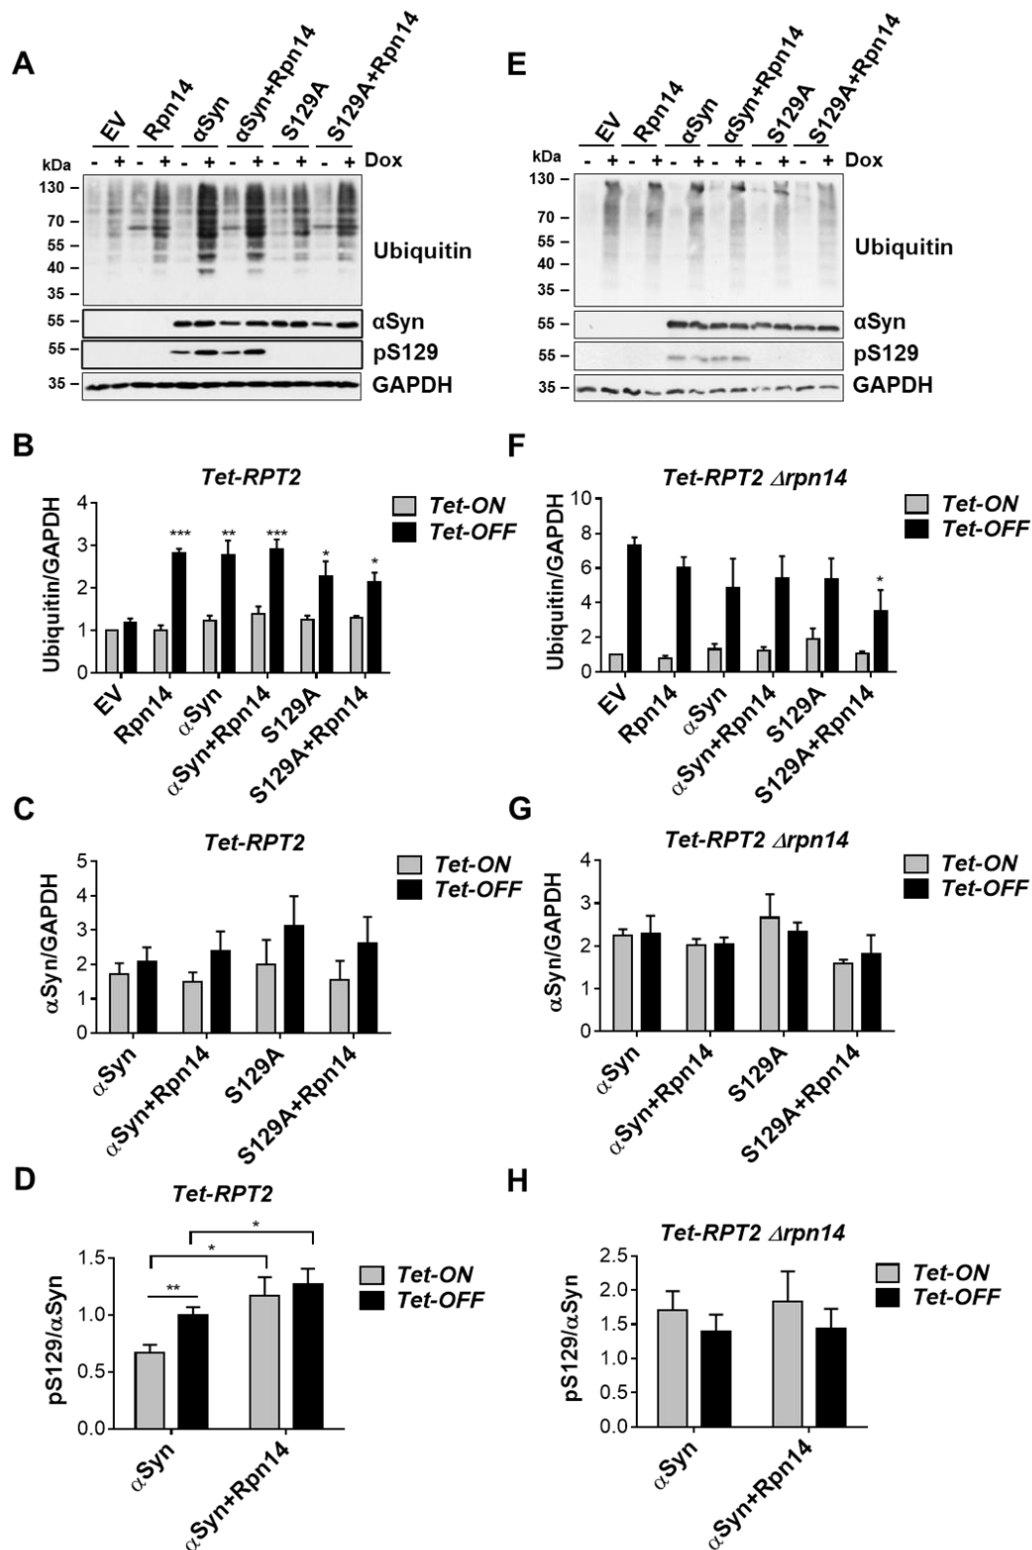 A
EV
Rpn14
αSyn
αSyn+Rpn14
S129A
S129A+Rpn14
kDa
- + - + - + - + - + - + Dox
130
70
55
40
35
Ubiquitin
55 αSyn
55 pS129
35 GAPDH
E
EV
Rpn14
αSyn
αSyn+Rpn14
S129A
S129A+Rpn14
kDa
- + - + - + - + - + - + Dox
130
70
55
40
35
Ubiquitin
55 αSyn
55 pS129
35 GAPDH
B
Tet-RPT2
Ubiquitin/GAPDH
4
3
2
1
0
*** ** *** * *
Tet-ON
Tet-OFF
EV
Rpn14
αSyn
αSyn+Rpn14
S129A
S129A+Rpn14
F
Tet-RPT2 Δrpn14
Ubiquitin/GAPDH
10
8
6
4
2
0
*
Tet-ON
Tet-OFF
EV
Rpn14
αSyn
αSyn+Rpn14
S129A
S129A+Rpn14
C
Tet-RPT2
αSyn/GAPDH
5
4
3
2
1
0
Tet-ON
Tet-OFF
αSyn
αSyn+Rpn14
S129A
S129A+Rpn14
G
Tet-RPT2 Δrpn14
αSyn/GAPDH
4
3
2
1
0
Tet-ON
Tet-OFF
αSyn
αSyn+Rpn14
S129A
S129A+Rpn14
D
Tet-RPT2
pS129/αSyn
1.5
1.0
0.5
0.0
*
*
**
Tet-ON
Tet-OFF
αSyn
αSyn+Rpn14
H
Tet-RPT2 Δrpn14
pS129/αSyn
2.5
2.0
1.5
1.0
0.5
0.0
Tet-ON
Tet-OFF
αSyn
αSyn+Rpn14